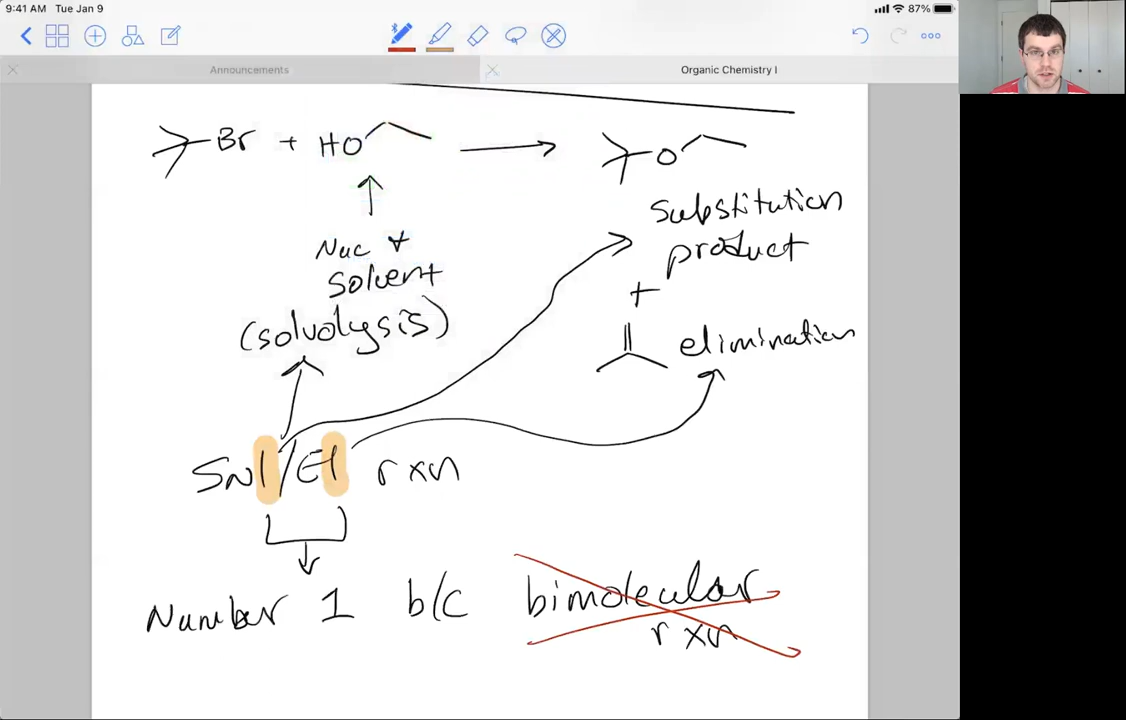 9:41 AM Tue Jan 9
87%
Announcements
Organic Chemistry I
Br + HO
O
Nuc &
solvent
(solvolysis)
substitution
product
+
elimination
SN1/E1 rxn
Number 1 b/c bimolecular
rxn